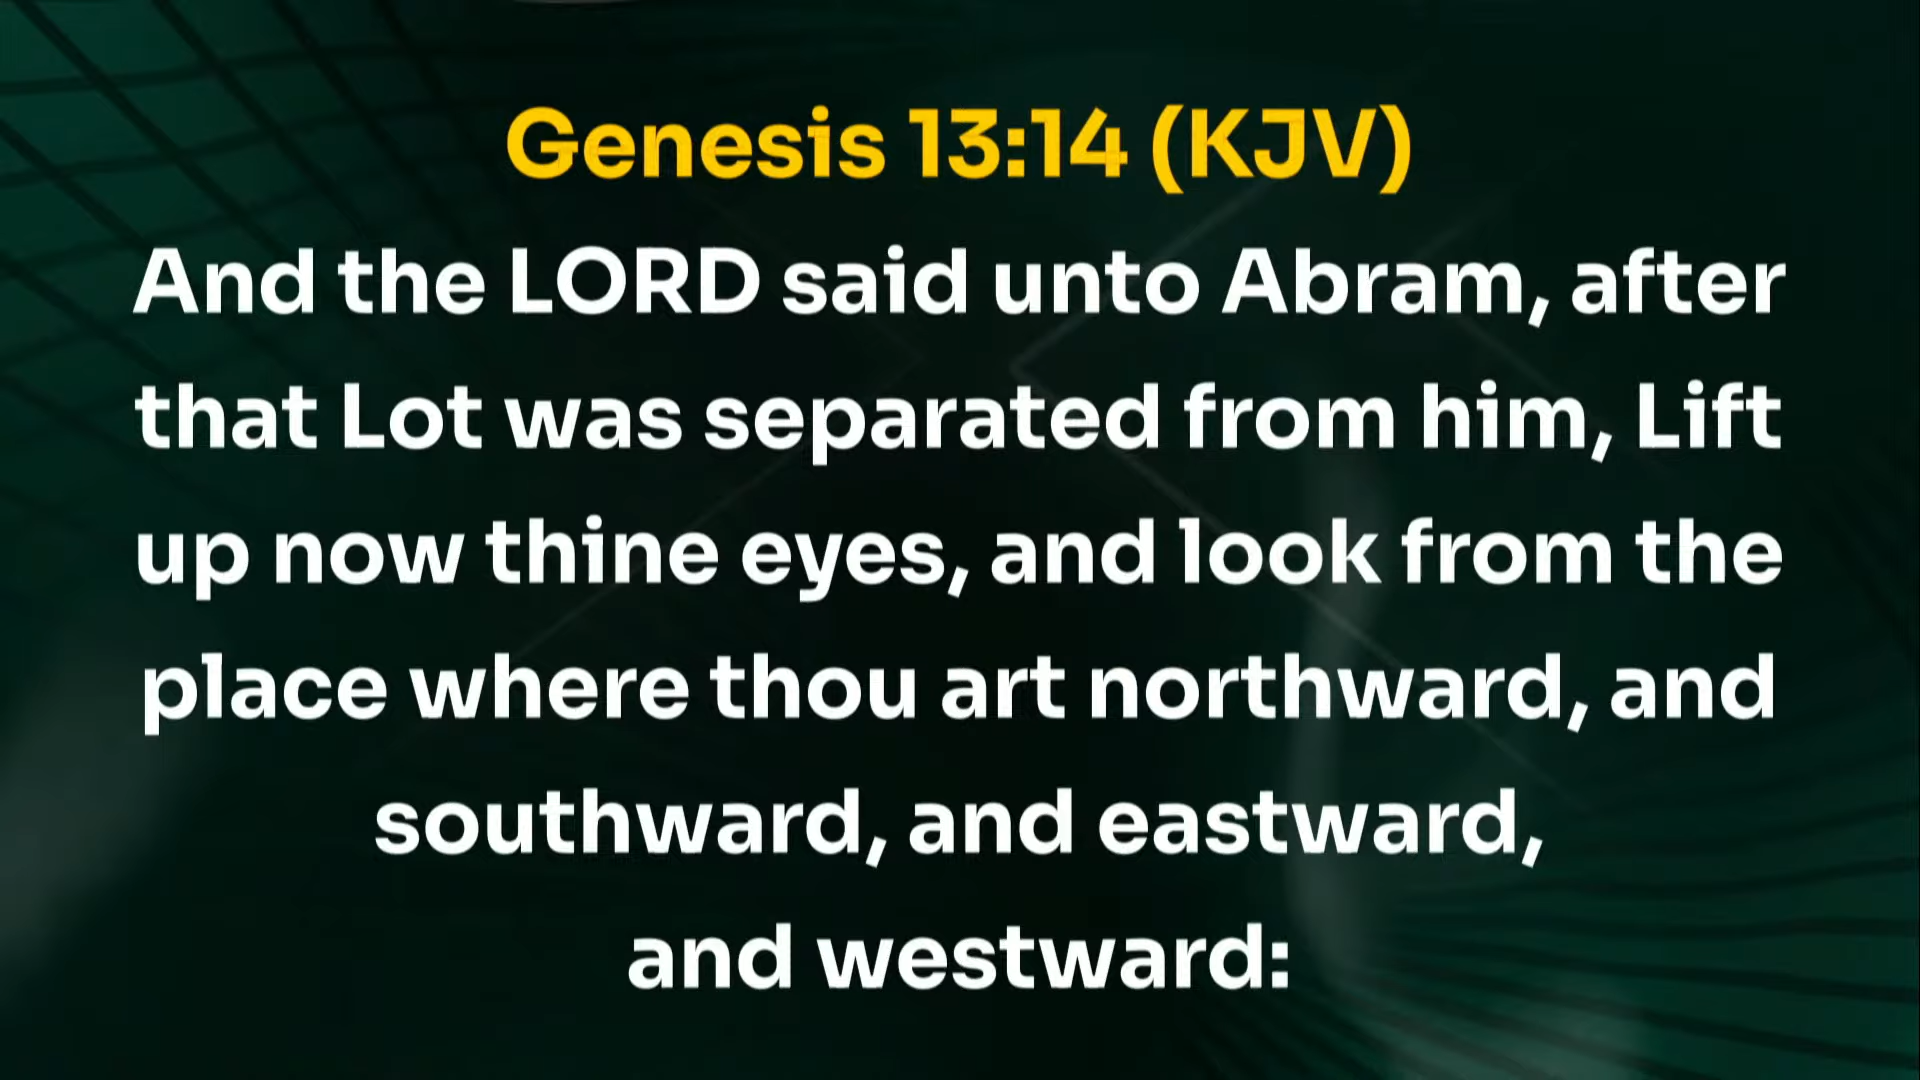 Genesis 13:14 (KJV)
And the LORD said unto Abram, after
that Lot was separated from him, Lift
up now thine eyes, and look from the
place where thou art northward, and
southward, and eastward,
and westward: